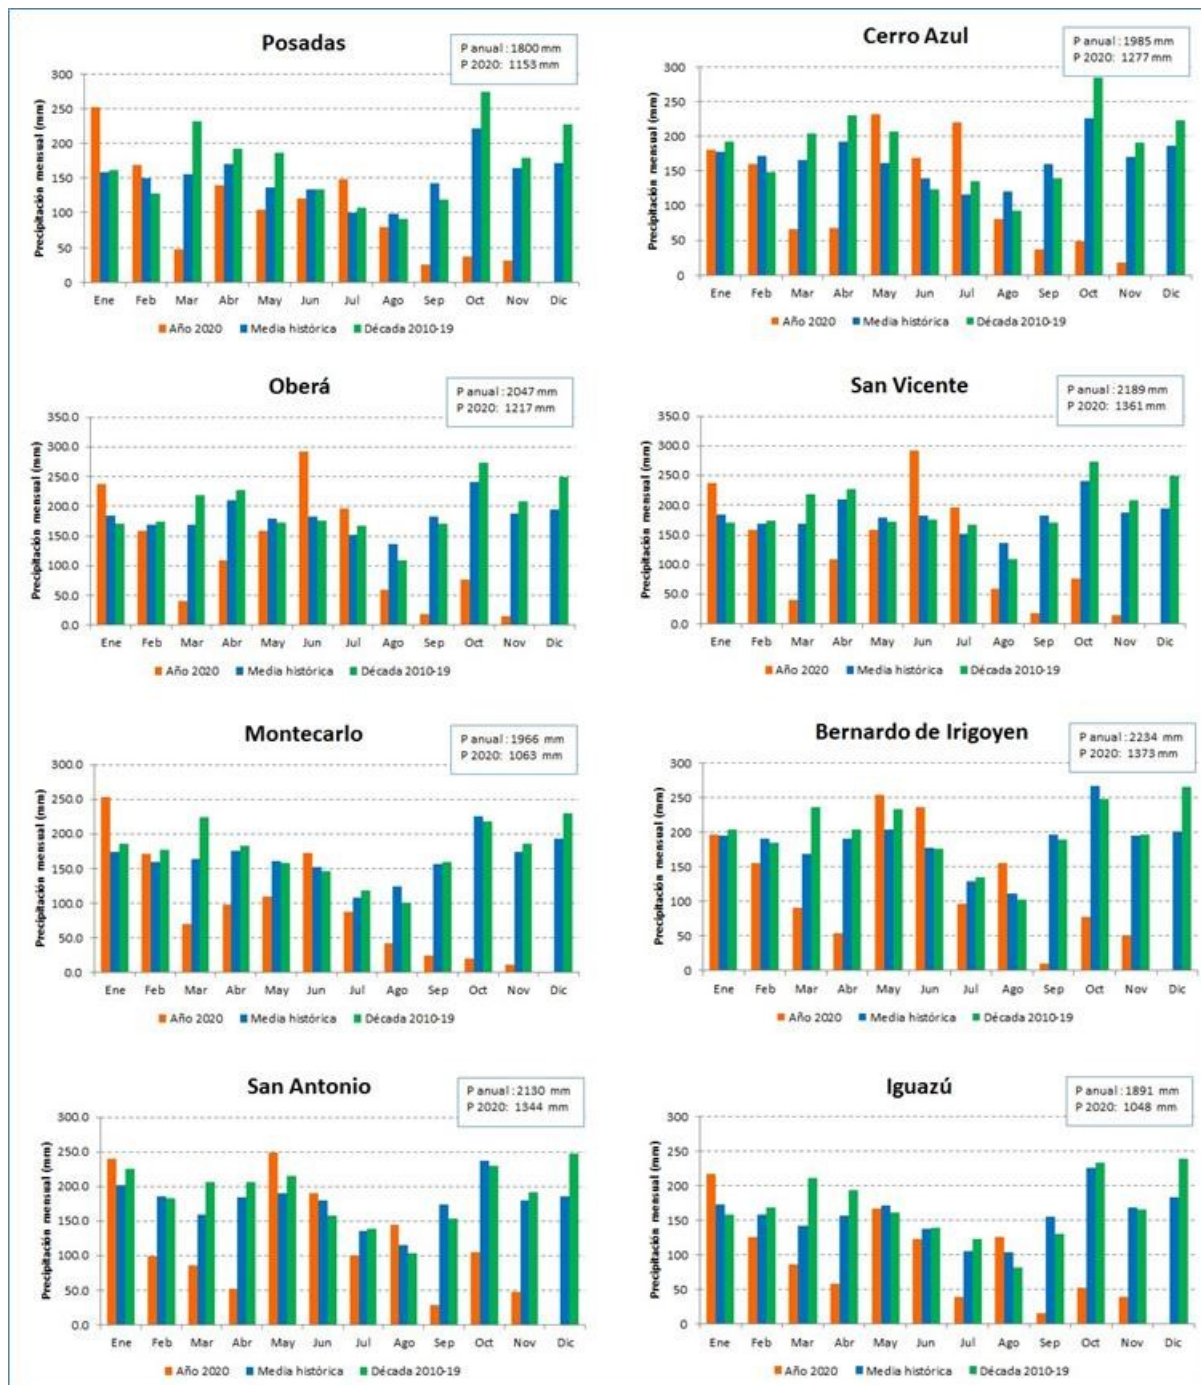 Posadas
P anual : 1800 mm
P 2020: 1153 mm
Precipitación mensual (mm)
300
250
200
150
100
50
0
Ene Feb Mar Abr May Jun Jul Ago Sep Oct Nov Dic
Año 2020 Media histórica Década 2010-19
Cerro Azul
P anual : 1985 mm
P 2020: 1277 mm
Precipitación mensual (mm)
300
250
200
150
100
50
0
Ene Feb Mar Abr May Jun Jul Ago Sep Oct Nov Dic
Año 2020 Media histórica Década 2010-19
Oberá
P anual : 2047 mm
P 2020: 1217 mm
Precipitación mensual (mm)
350.0
300.0
250.0
200.0
150.0
100.0
50.0
0.0
Ene Feb Mar Abr May Jun Jul Ago Sep Oct Nov Dic
Año 2020 Media histórica Década 2010-19
San Vicente
P anual : 2189 mm
P 2020: 1361 mm
Precipitación mensual (mm)
350.0
300.0
250.0
200.0
150.0
100.0
50.0
0.0
Ene Feb Mar Abr May Jun Jul Ago Sep Oct Nov Dic
Año 2020 Media histórica Década 2010-19
Montecarlo
P anual : 1966 mm
P 2020: 1063 mm
Precipitación mensual (mm)
300.0
250.0
200.0
150.0
100.0
50.0
0.0
Ene Feb Mar Abr May Jun Jul Ago Sep Oct Nov Dic
Año 2020 Media histórica Década 2010-19
Bernardo de Irigoyen
P anual : 2234 mm
P 2020: 1373 mm
Precipitación mensual (mm)
300
250
200
150
100
50
0
Ene Feb Mar Abr May Jun Jul Ago Sep Oct Nov Dic
Año 2020 Media histórica Década 2010-19
San Antonio
P anual : 2130 mm
P 2020: 1344 mm
Precipitación mensual (mm)
300.0
250.0
200.0
150.0
100.0
50.0
0.0
Ene Feb Mar Abr May Jun Jul Ago Sep Oct Nov Dic
Año 2020 Media histórica Década 2010-19
Iguazú
P anual : 1891 mm
P 2020: 1048 mm
Precipitación mensual (mm)
300
250
200
150
100
50
0
Ene Feb Mar Abr May Jun Jul Ago Sep Oct Nov Dic
Año 2020 Media histórica Década 2010-19